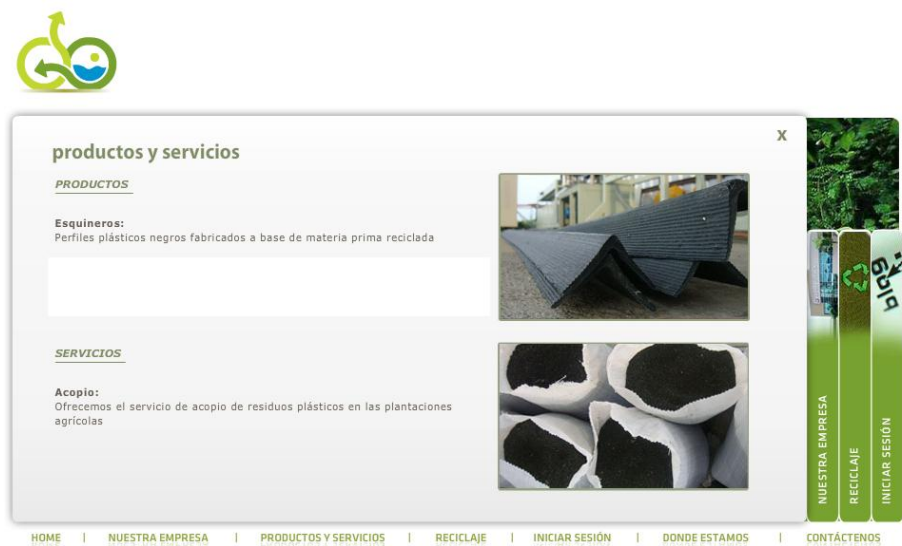 productos y servicios
X
PRODUCTOS
Esquineros:
Perfiles plásticos negros fabricados a base de materia prima reciclada
SERVICIOS
Acopio:
Ofrecemos el servicio de acopio de residuos plásticos en las plantaciones
agrícolas
NUESTRA EMPRESA
RECICLAJE
INICIAR SESIÓN
HOME | NUESTRA EMPRESA | PRODUCTOS Y SERVICIOS | RECICLAJE | INICIAR SESIÓN | DONDE ESTAMOS | CONTÁCTENOS